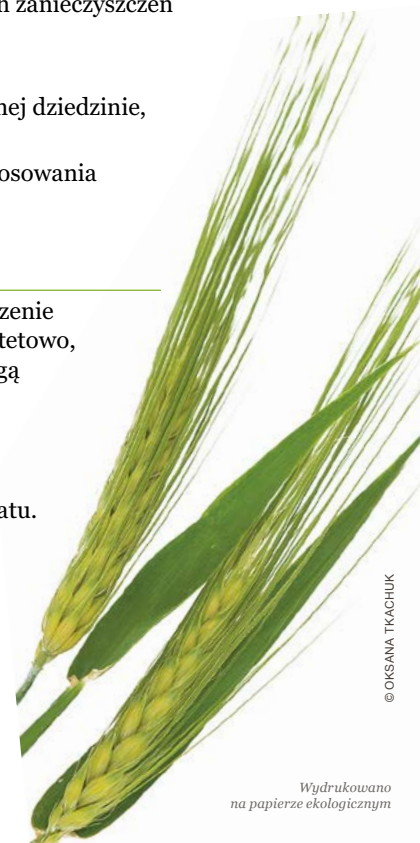 zanieczyszczeń
nej dziedzinie,
osowania
zenie
tetowo,
gą
atu.
© OKSANA TKACHUK
Wydrukowano
na papierze ekologicznym